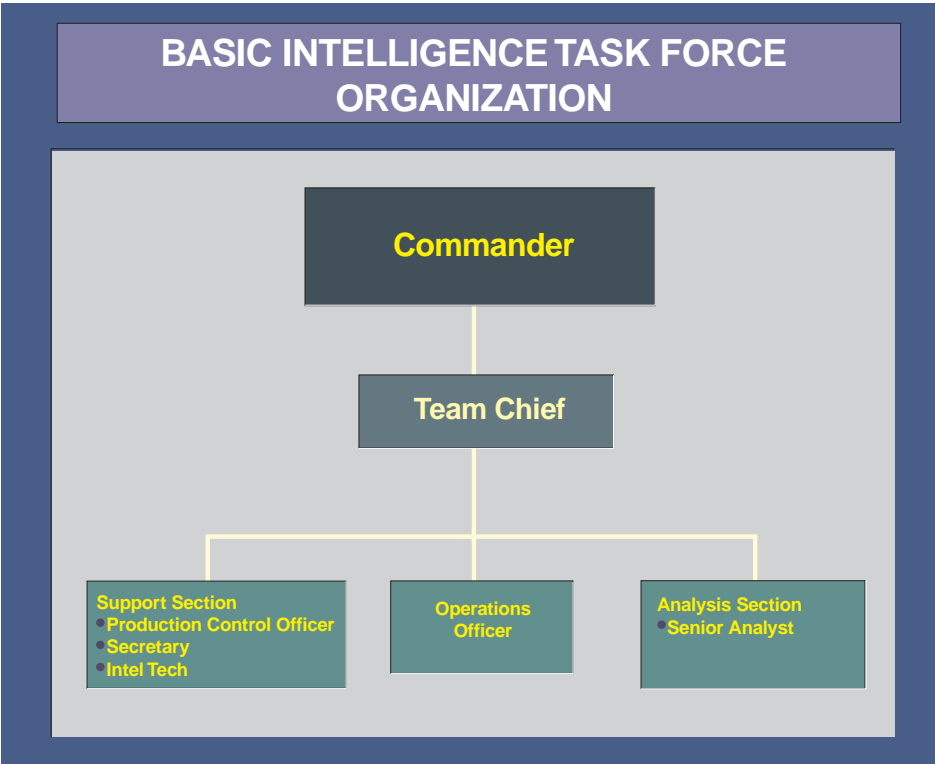 BASIC INTELLIGENCE TASK FORCE
ORGANIZATION
Commander
Team Chief
Support Section
•Production Control Officer
•Secretary
•Intel Tech
Operations
Officer
Analysis Section
•Senior Analyst